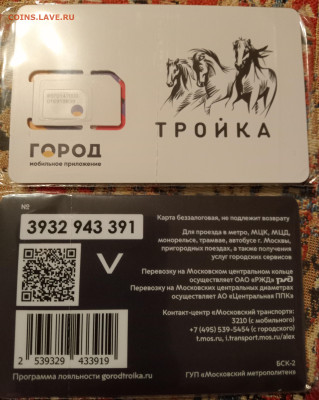 COINS.LAVE.RU
ТРОЙКА
ГОРОД
мобильное приложение
№
3932 943 391
Карта беззалоговая, не подлежит возврату
Для проезда в метро, МЦК, МЦД,
монорельсе, трамвае, автобусе г. Москвы,
пригородных поездах, а также получения
услуг городских сервисов
Перевозку на Московском центральном кольце
осуществляет ОАО «РЖД» РЖД
Перевозку на Московских центральных диаметрах
осуществляет АО «Центральная ППК»
Контакт-центр «Московский транспорт»:
3210 (с мобильного)
+7 (495) 539-5454 (с городского)
t.mos.ru, i.transport.mos.ru/alex
2 539329 433919
Программа лояльности gorodtroika.ru
БСК-2
ГУП «Московский метрополитен»